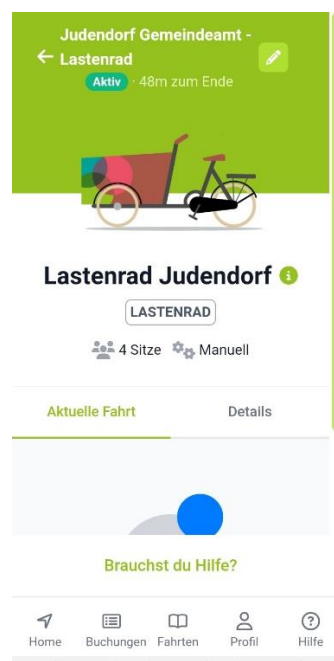 Judendorf Gemeindeamt -
Lastenrad
Aktiv · 48m zum Ende
Lastenrad Judendorf
LASTENRAD
4 Sitze Manuell
Aktuelle Fahrt Details
Brauchst du Hilfe?
Home Buchungen Fahrten Profil Hilfe